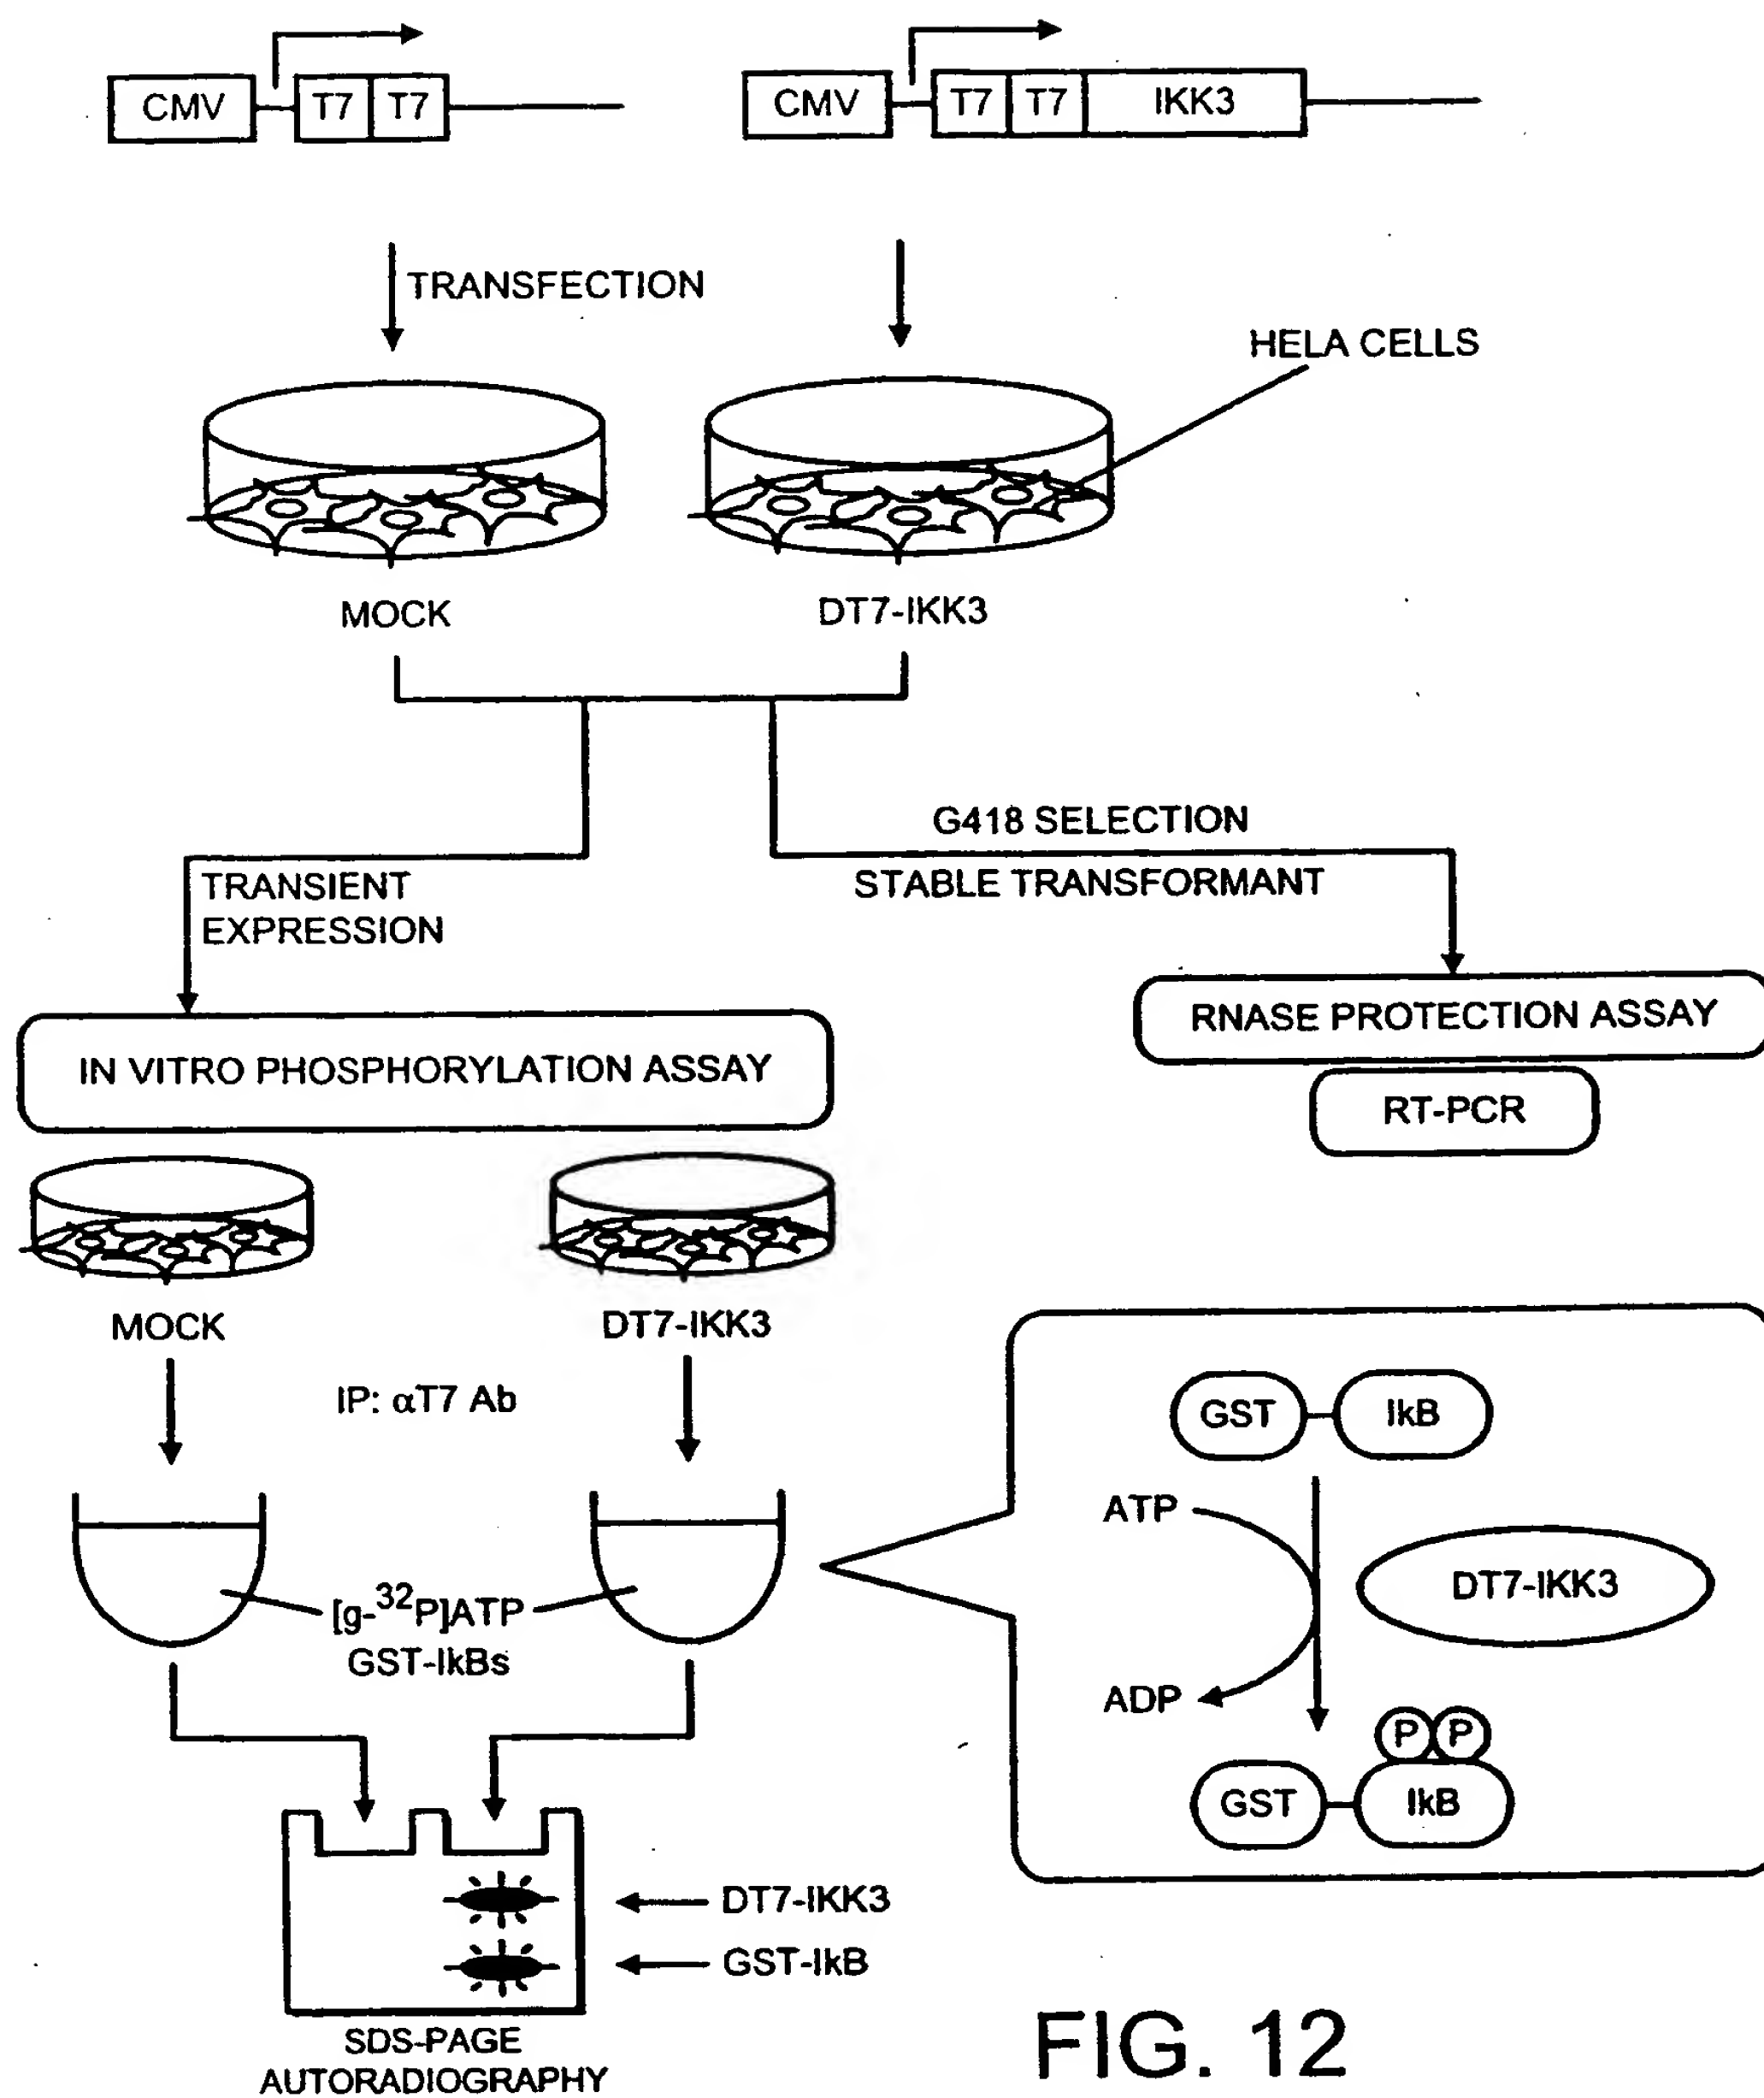 CMV T7 T7
CMV T7 T7 IKK3
TRANSFECTION
HELA CELLS
MOCK
DT7-IKK3
G418 SELECTION
STABLE TRANSFORMANT
TRANSIENT
EXPRESSION
RNASE PROTECTION ASSAY
RT-PCR
IN VITRO PHOSPHORYLATION ASSAY
MOCK
DT7-IKK3
IP: αT7 Ab
[g-³²P]ATP
GST-IkBs
GST IkB
ATP
DT7-IKK3
ADP
P P
GST IkB
DT7-IKK3
GST-IkB
SDS-PAGE
AUTORADIOGRAPHY
FIG. 12